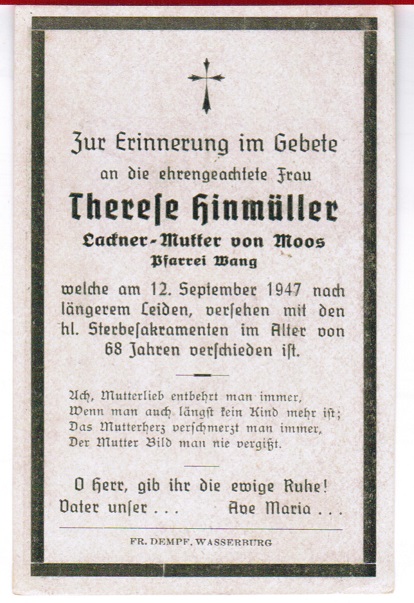 Zur Erinnerung im Gebete
an die ehrengeachtete Frau
Therese Hinmüller
Lackner-Mutter von Moos
Pfarrei Wang
welche am 12. September 1947 nach
längerem Leiden, versehen mit den
hl. Sterbesakramenten im Alter von
68 Jahren verschieden ist.
Ach, Mutterlieb entbehrt man immer,
Wenn man auch längst kein Kind mehr ist;
Das Mutterherz verschmerzt man immer,
Der Mutter Bild man nie vergißt.
O Herr, gib ihr die ewige Ruhe!
Vater unser . . . Ave Maria . . .
FR. DEMPF, WASSERBURG